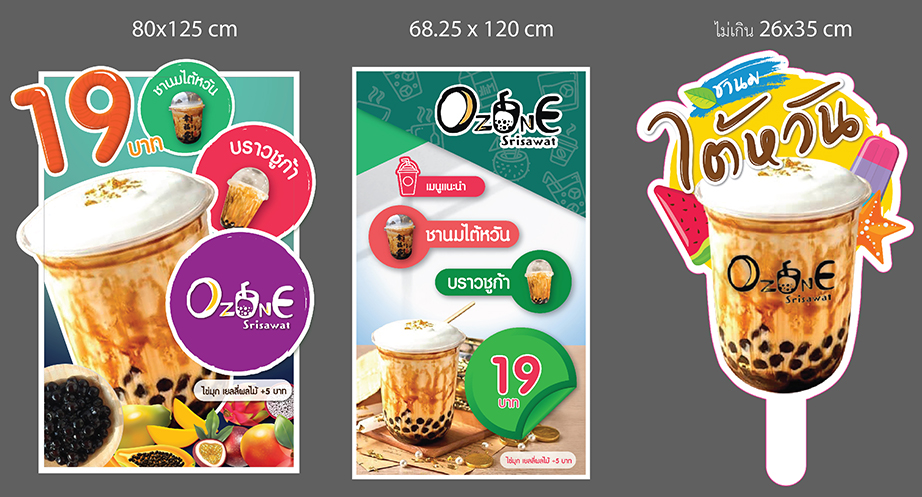 80x125 cm
68.25 x 120 cm
ไม่เกิน 26x35 cm
19
บาท
ชานมไต้หวัน
บราวชูก้า
OZONE
Srisawat
ไข่มุก เยลลี่ผลไม้ +5 บาท
OZONE
Srisawat
เมนูแนะนำ
ชานมไต้หวัน
บราวชูก้า
19
บาท
ไข่มุก เยลลี่ผลไม้ +5 บาท
ชานม
ไต้หวัน
OZONE
Srisawat